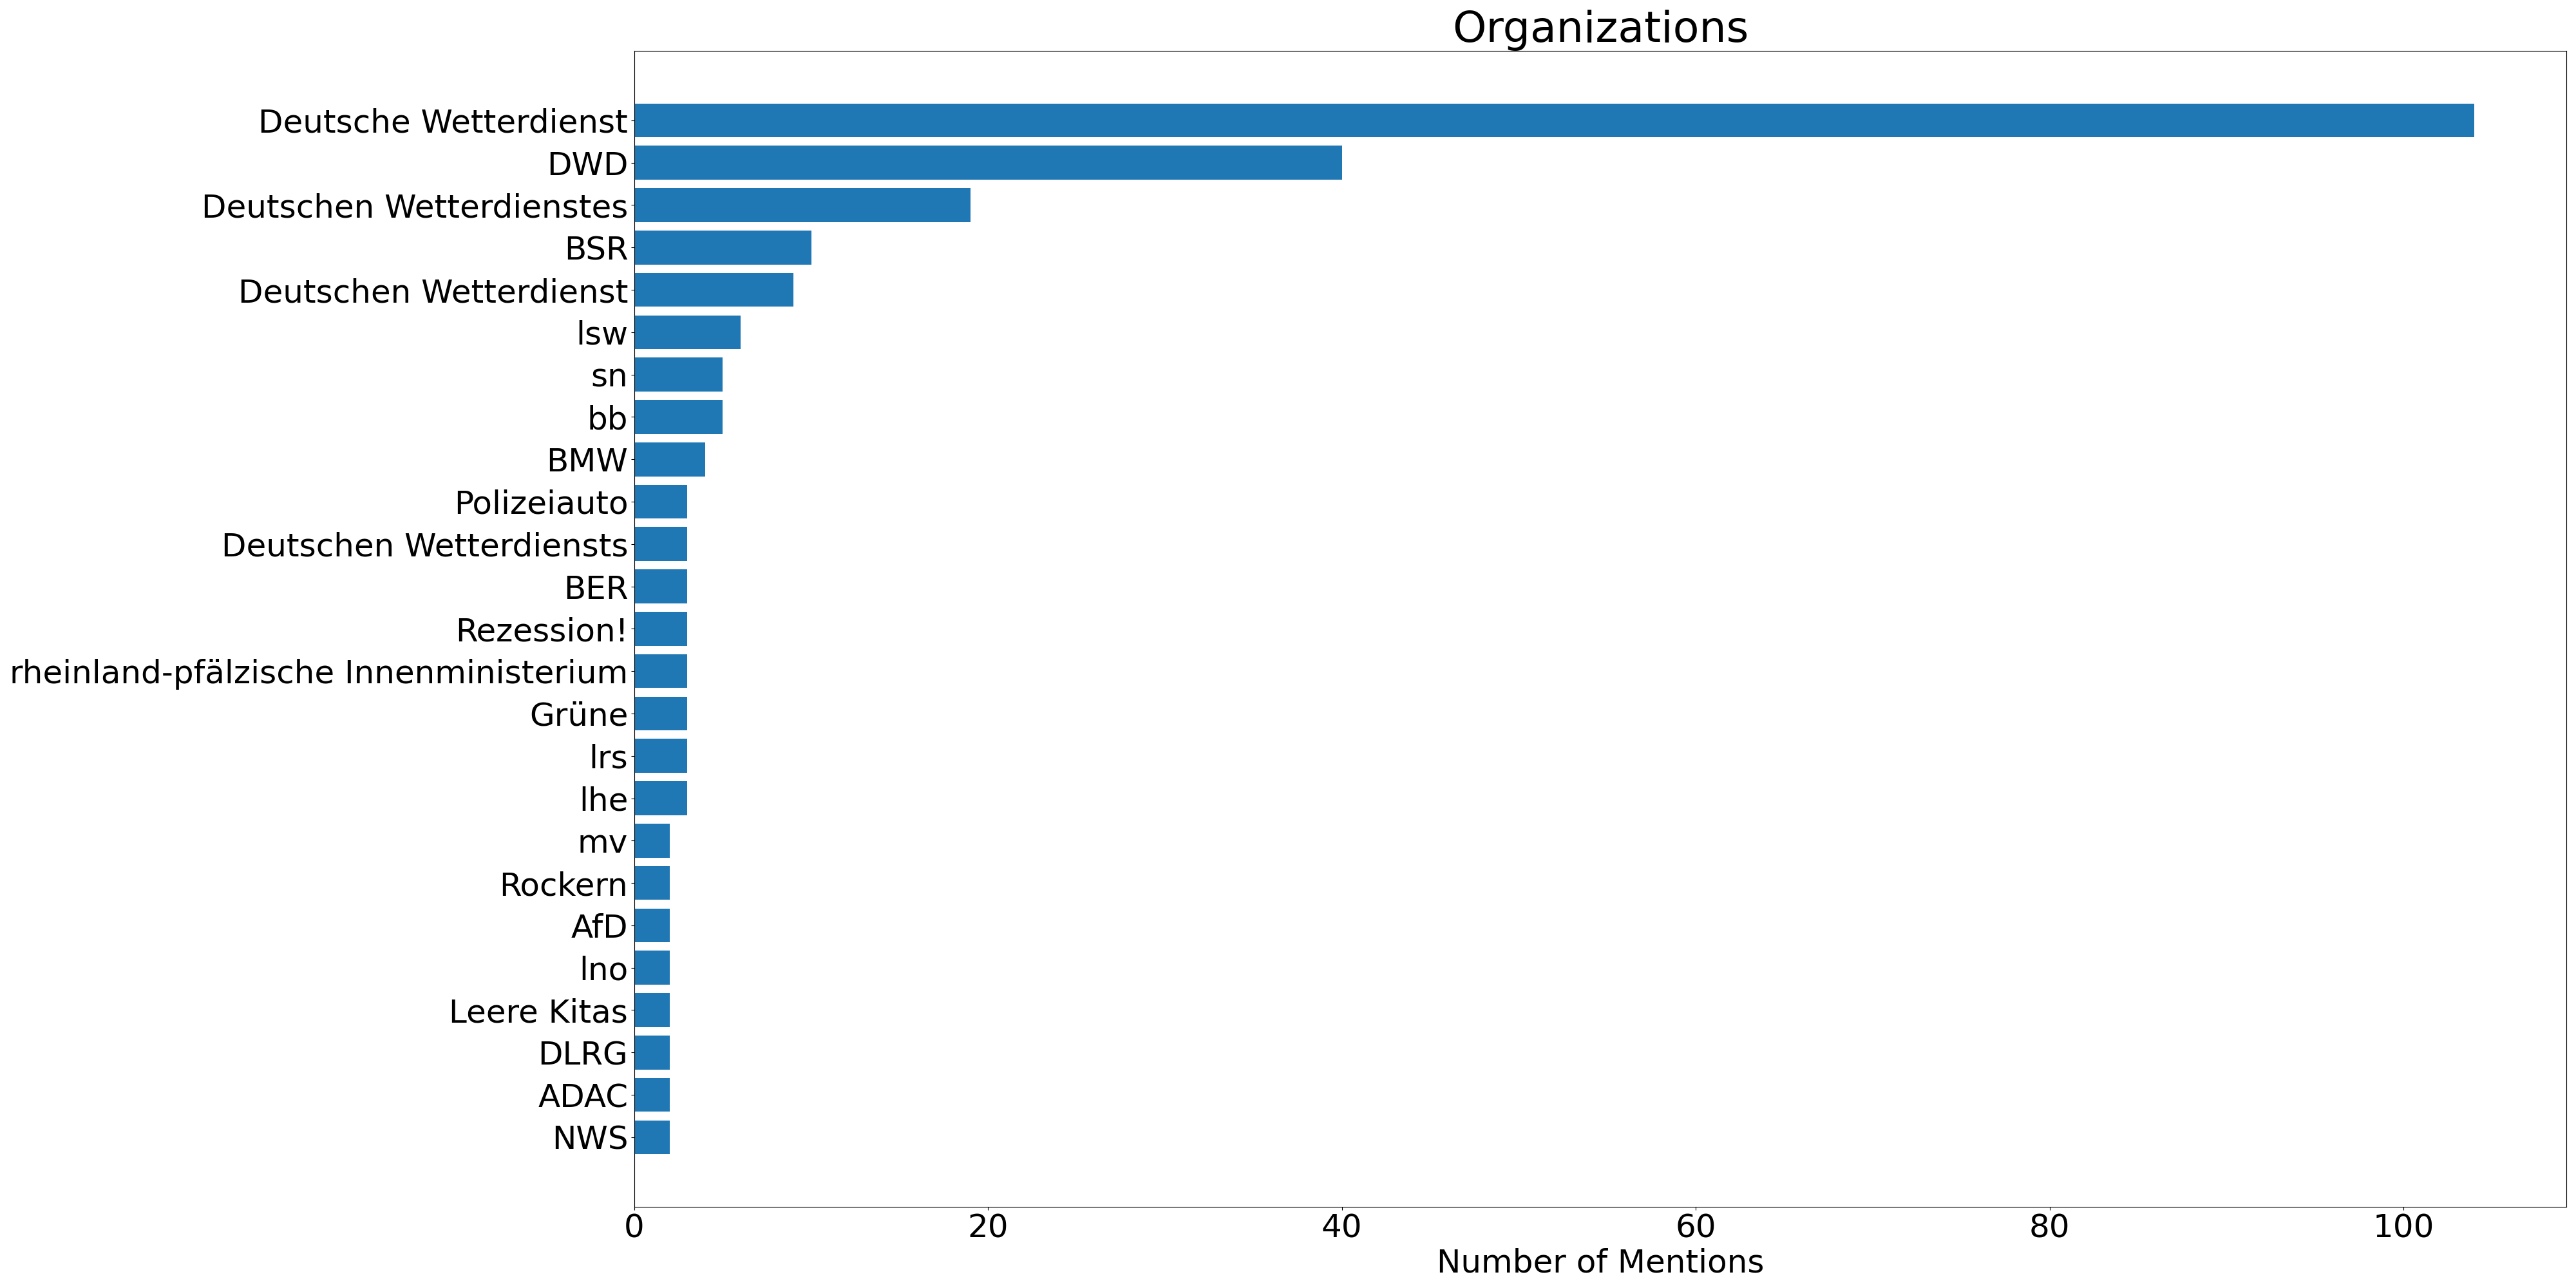 Organizations
Deutsche Wetterdienst
DWD
Deutschen Wetterdienstes
BSR
Deutschen Wetterdienst
lsw
sn
bb
BMW
Polizeiauto
Deutschen Wetterdiensts
BER
Rezession!
rheinland-pfälzische Innenministerium
Grüne
lrs
lhe
mv
Rockern
AfD
lno
Leere Kitas
DLRG
ADAC
NWS
0 20 40 60 80 100
Number of Mentions